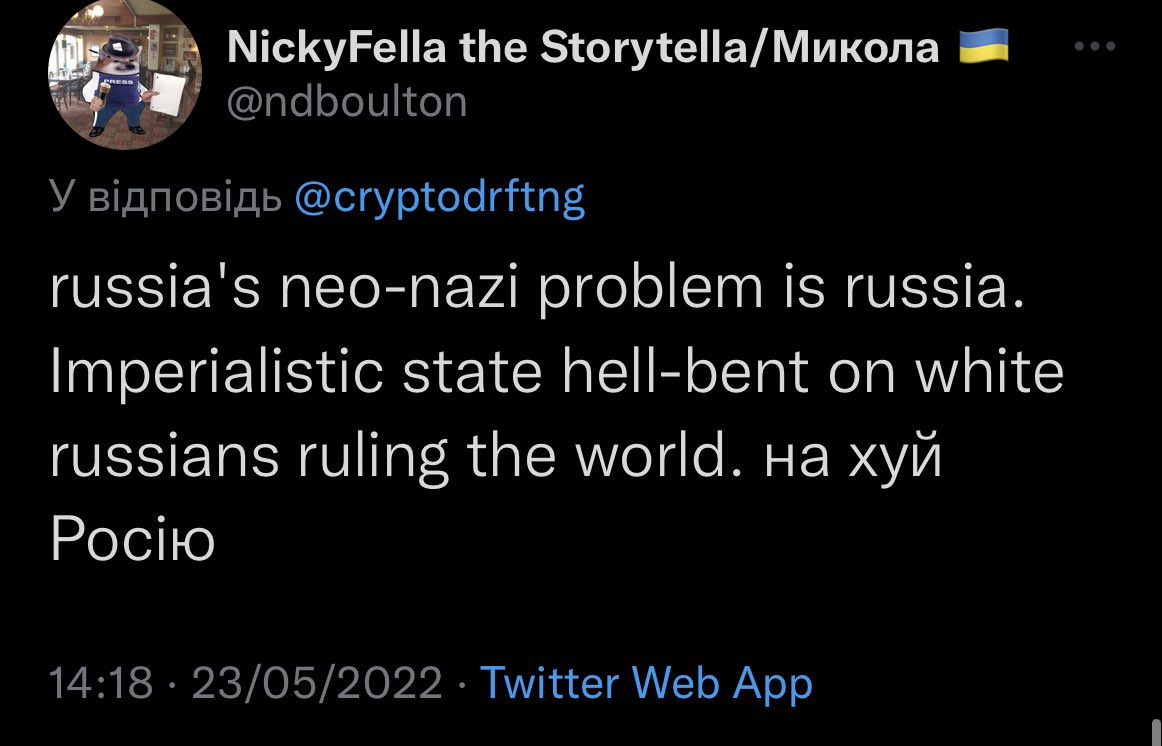 NickyFella the Storytella/Микола 🇺🇦
@ndboulton
PRESS
У відповідь @cryptodrftng
russia's neo-nazi problem is russia.
Imperialistic state hell-bent on white
russians ruling the world. на хуй
Росію
14:18 · 23/05/2022 · Twitter Web App